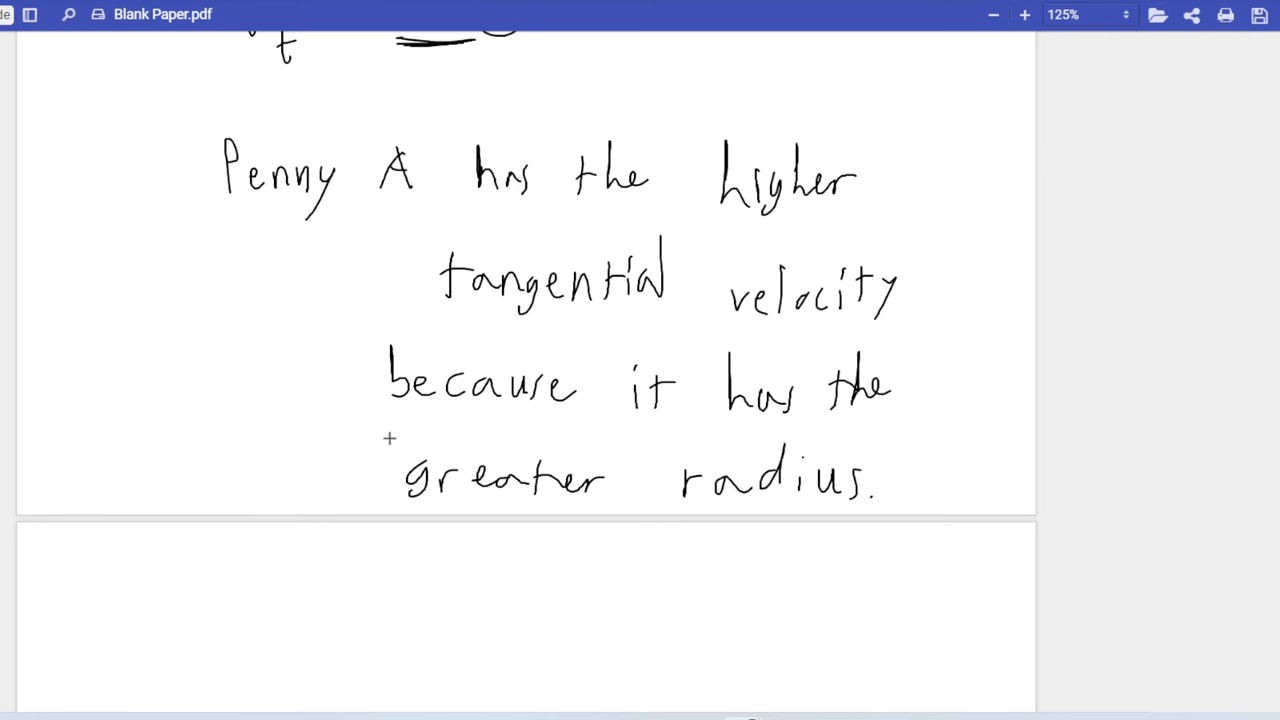 Blank Paper.pdf
125%
t
Penny A has the higher
tangential velocity
because it has the
greater radius.